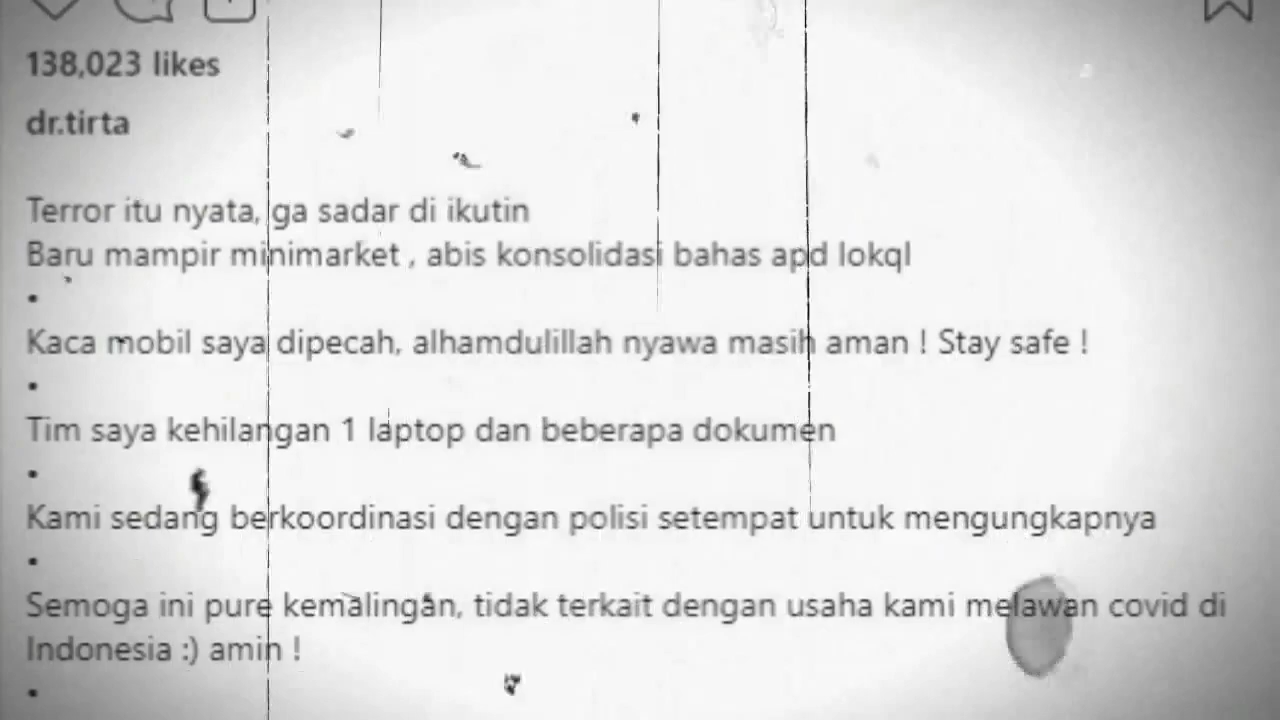 138,023 likes
dr.tirta
Terror itu nyata, ga sadar di ikutin
Baru mampir minimarket , abis konsolidasi bahas apd lokql
•
Kaca mobil saya dipecah, alhamdulillah nyawa masih aman ! Stay safe !
•
Tim saya kehilangan 1 laptop dan beberapa dokumen
•
Kami sedang berkoordinasi dengan polisi setempat untuk mengungkapnya
•
Semoga ini pure kemalingan, tidak terkait dengan usaha kami melawan covid di
Indonesia :) amin !
•